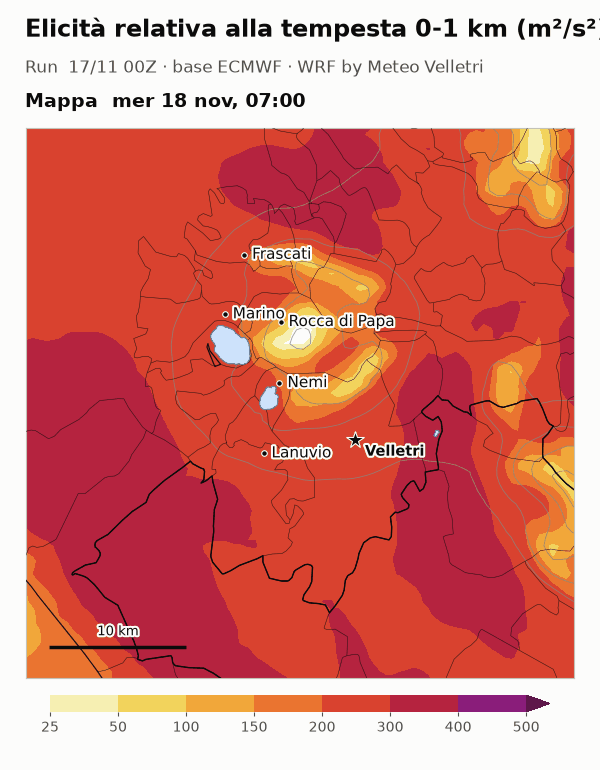 Elicità relativa alla tempesta 0-1 km (m²/s²)
Run  17/11 00Z · base ECMWF · WRF by Meteo Velletri
Mappa  mer 18 nov, 07:00
Frascati
Marino
Rocca di Papa
Nemi
Velletri
Lanuvio
10 km
25 50 100 150 200 300 400 500